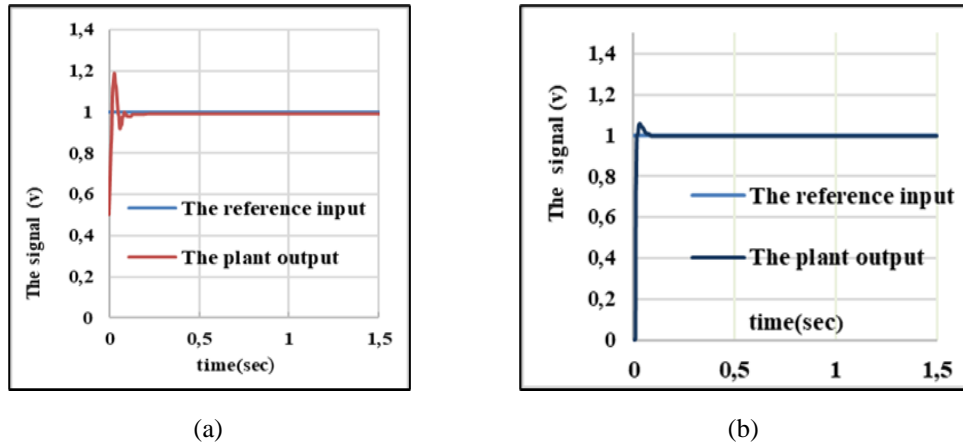 1,4
1,2
1
0,8
0,6
0,4
0,2
0
The signal (v)
The reference input
The plant output
0 0,5 1 1,5
time(sec)
(a)
1,4
1,2
1
0,8
0,6
0,4
0,2
0
The signal (v)
The reference input
The plant output
time(sec)
0 0,5 1 1,5
(b)